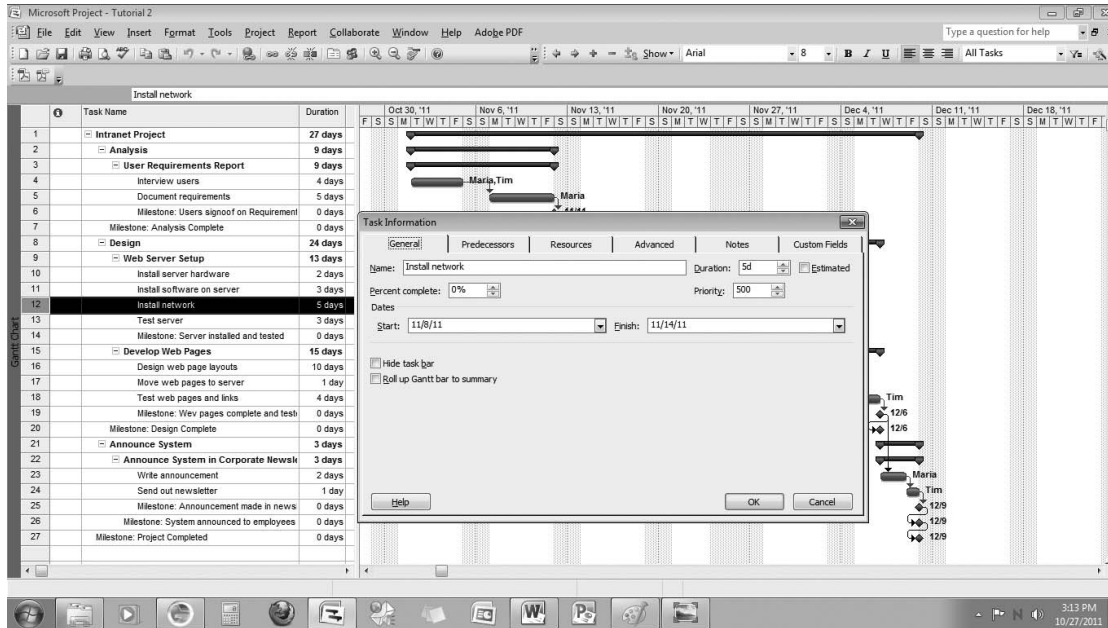 Microsoft Project - Tutorial 2
File Edit View Insert Format Tools Project Report Collaborate Window Help Adobe PDF
Type a question for help
Show Arial 8 B I U All Tasks
Install network
Task Name Duration
Oct 30, '11 Nov 6, '11 Nov 13, '11 Nov 20, '11 Nov 27, '11 Dec 4, '11 Dec 11, '11 Dec 18, '11
F S S M T W T F S S M T W T F S S M T W T F S S M T W T F S S M T W T F S S M T W T F S S M T W T F S S M T W T F
1 Intranet Project 27 days
2 Analysis 9 days
3 User Requirements Report 9 days
4 Interview users 4 days Maria,Tim
5 Document requirements 5 days Maria
6 Milestone: Users signoof on Requirement 0 days 11/11
7 Milestone: Analysis Complete 0 days
8 Design 24 days
9 Web Server Setup 13 days
10 Install server hardware 2 days
11 Install software on server 3 days
12 Install network 5 days
13 Test server 3 days
14 Milestone: Server installed and tested 0 days
15 Develop Web Pages 15 days
16 Design web page layouts 10 days
17 Move web pages to server 1 day
18 Test web pages and links 4 days Tim
19 Milestone: Wev pages complete and test 0 days 12/6
20 Milestone: Design Complete 0 days 12/6
21 Announce System 3 days
22 Announce System in Corporate Newsle 3 days
23 Write announcement 2 days Maria
24 Send out newsletter 1 day Tim
25 Milestone: Announcement made in news 0 days 12/9
26 Milestone: System announced to employees 0 days 12/9
27 Milestone: Project Completed 0 days 12/9
Gantt Chart
Task Information
General Predecessors Resources Advanced Notes Custom Fields
Name: Install network Duration: 5d Estimated
Percent complete: 0% Priority: 500
Dates
Start: 11/8/11 Finish: 11/14/11
Hide task bar
Roll up Gantt bar to summary
Help OK Cancel
3:13 PM
10/27/2011